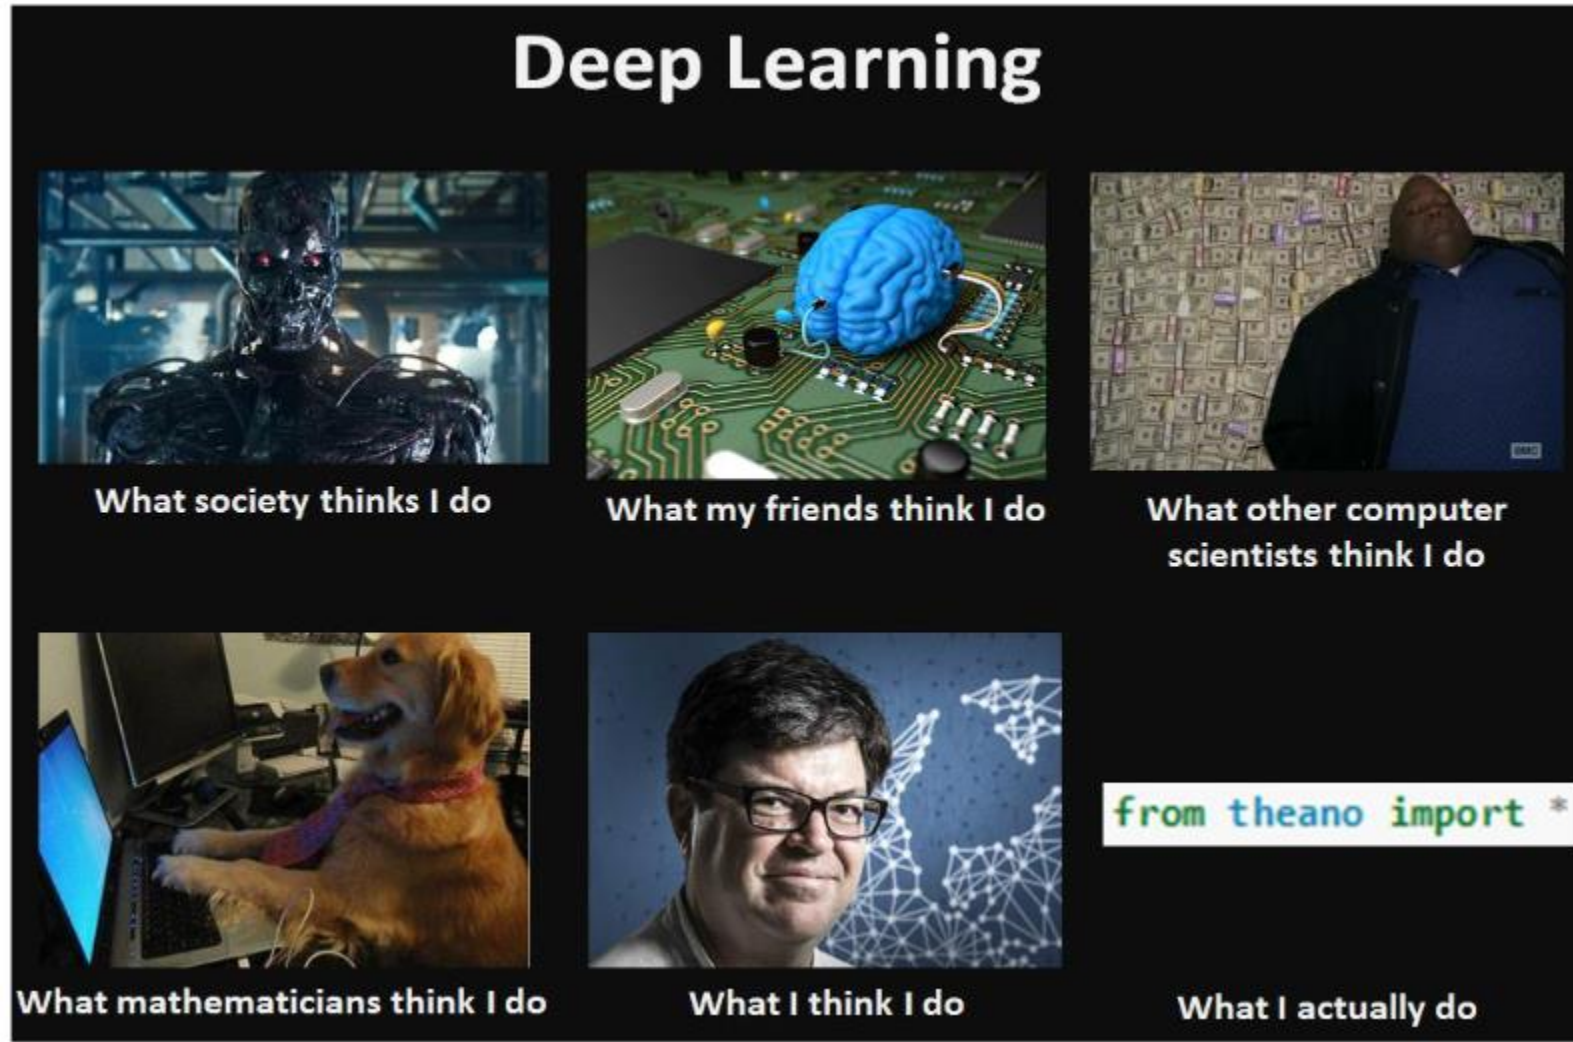 Deep Learning
What society thinks I do
What my friends think I do
What other computer
scientists think I do
AMC
What mathematicians think I do
What I think I do
from theano import *
What I actually do